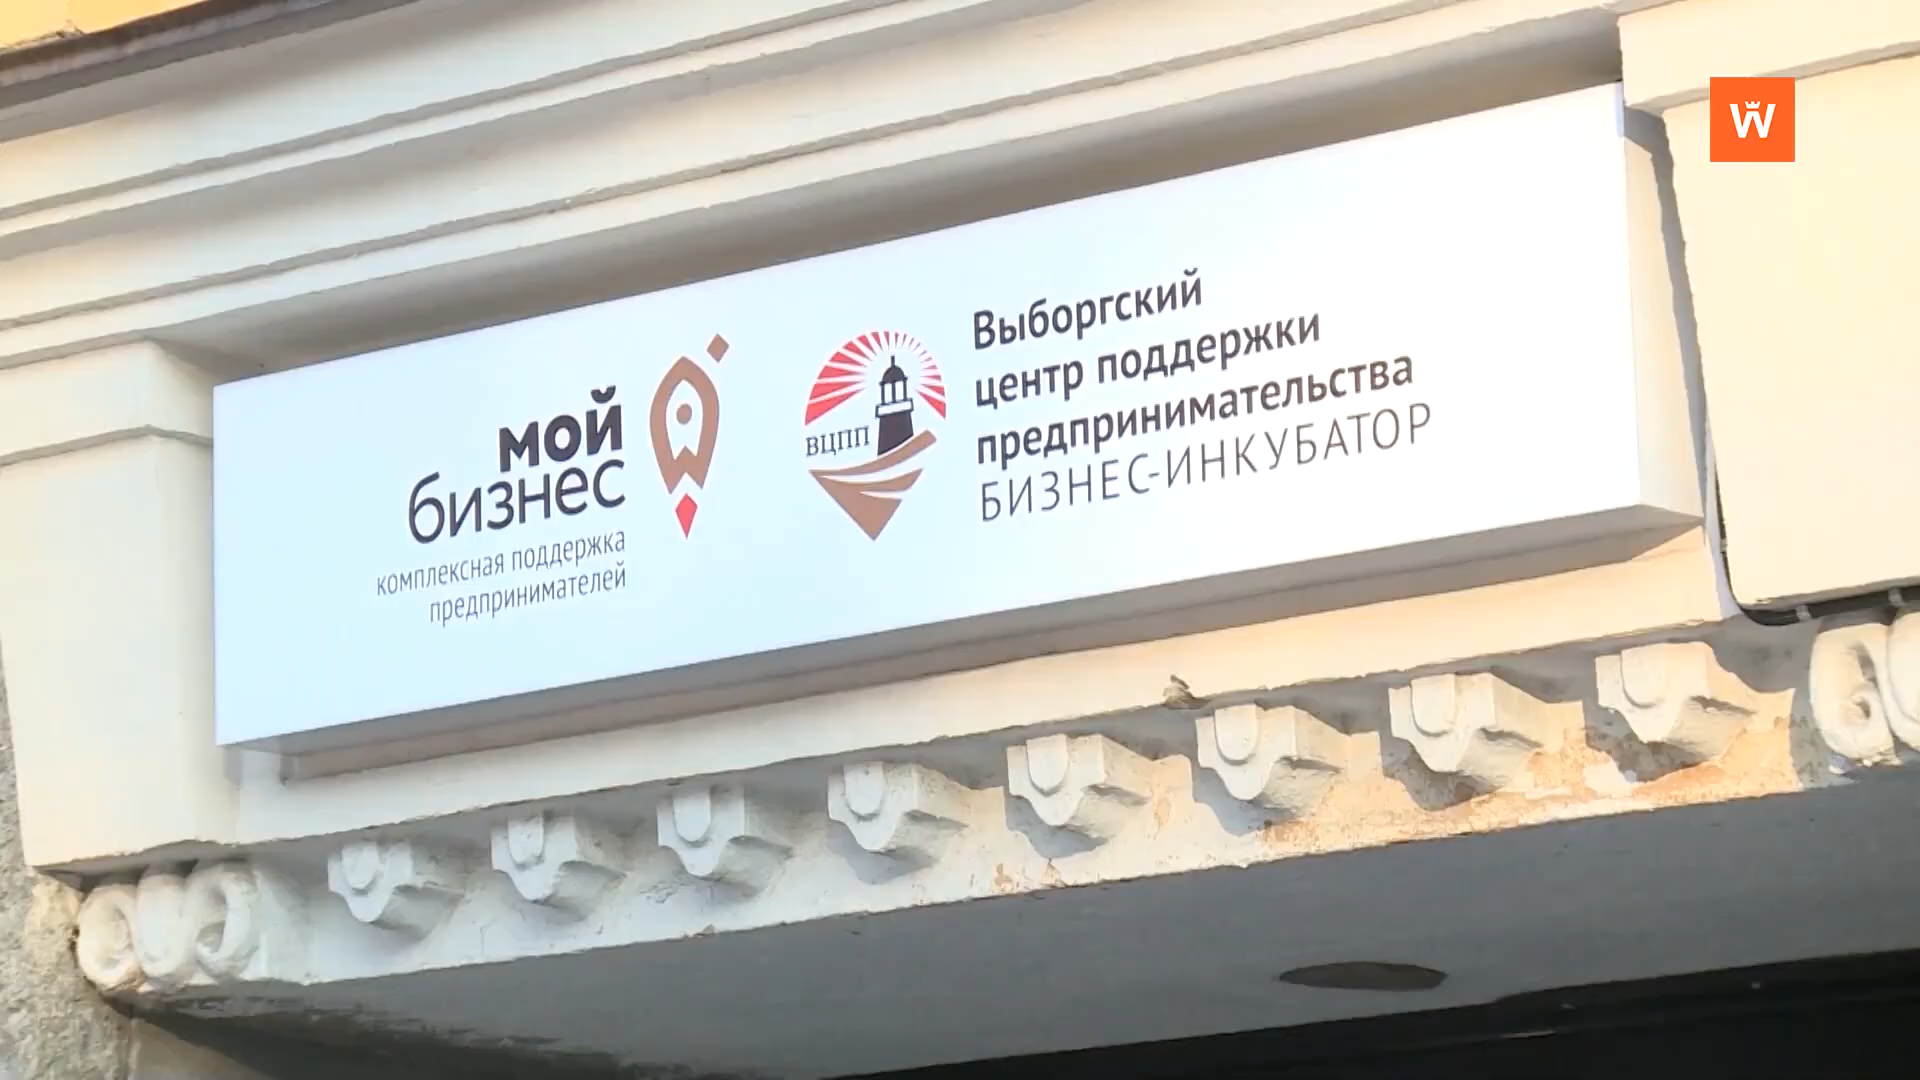 мой
бизнес
комплексная поддержка
предпринимателей
ВЦПП
Выборгский
центр поддержки
предпринимательства
БИЗНЕС-ИНКУБАТОР
W